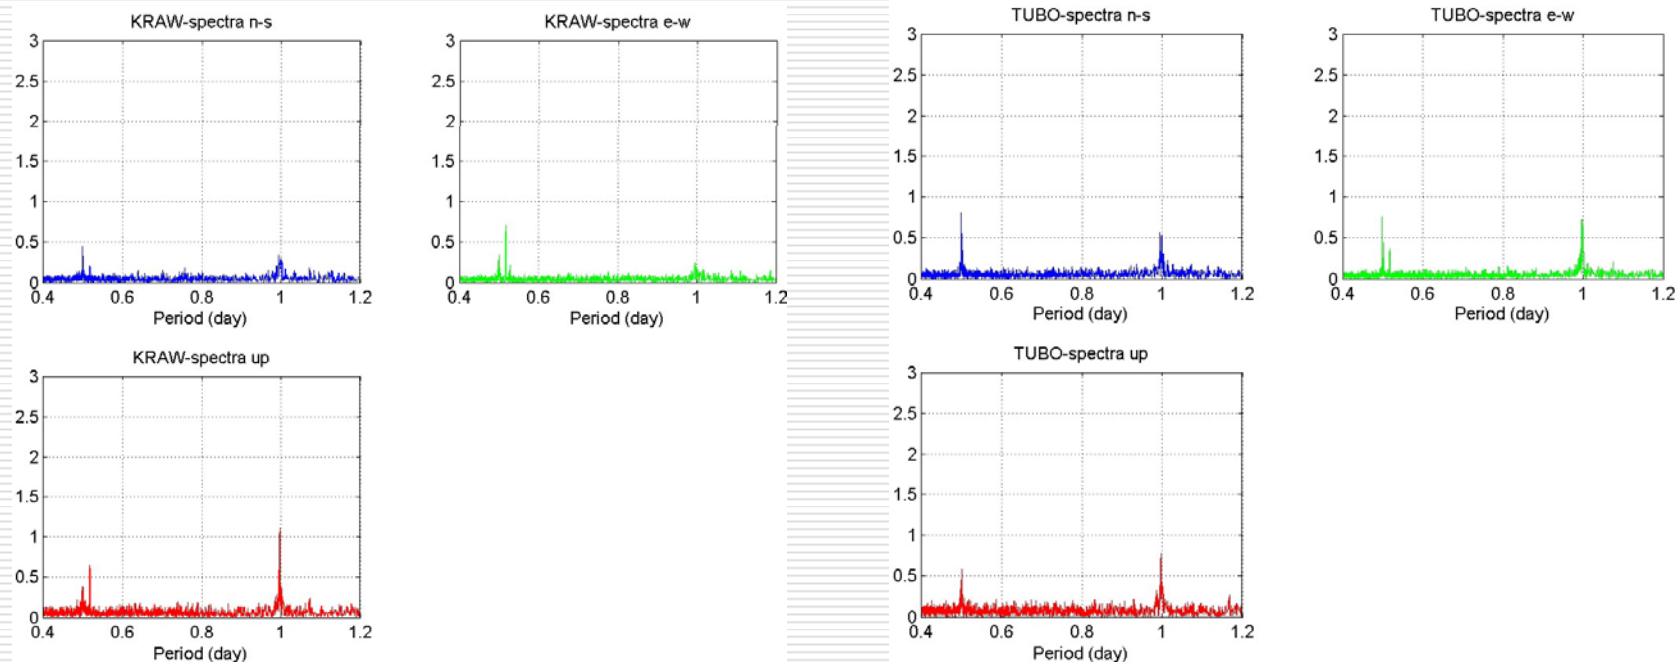 KRAW-spectra n-s
3
2.5
2
1.5
1
0.5
0
0.4 0.6 0.8 1 1.2
Period (day)
KRAW-spectra e-w
3
2.5
2
1.5
1
0.5
0
0.4 0.6 0.8 1 1.2
Period (day)
TUBO-spectra n-s
3
2.5
2
1.5
1
0.5
0
0.4 0.6 0.8 1 1.2
Period (day)
TUBO-spectra e-w
3
2.5
2
1.5
1
0.5
0
0.4 0.6 0.8 1 1.2
Period (day)
KRAW-spectra up
3
2.5
2
1.5
1
0.5
0
0.4 0.6 0.8 1 1.2
Period (day)
TUBO-spectra up
3
2.5
2
1.5
1
0.5
0
0.4 0.6 0.8 1 1.2
Period (day)